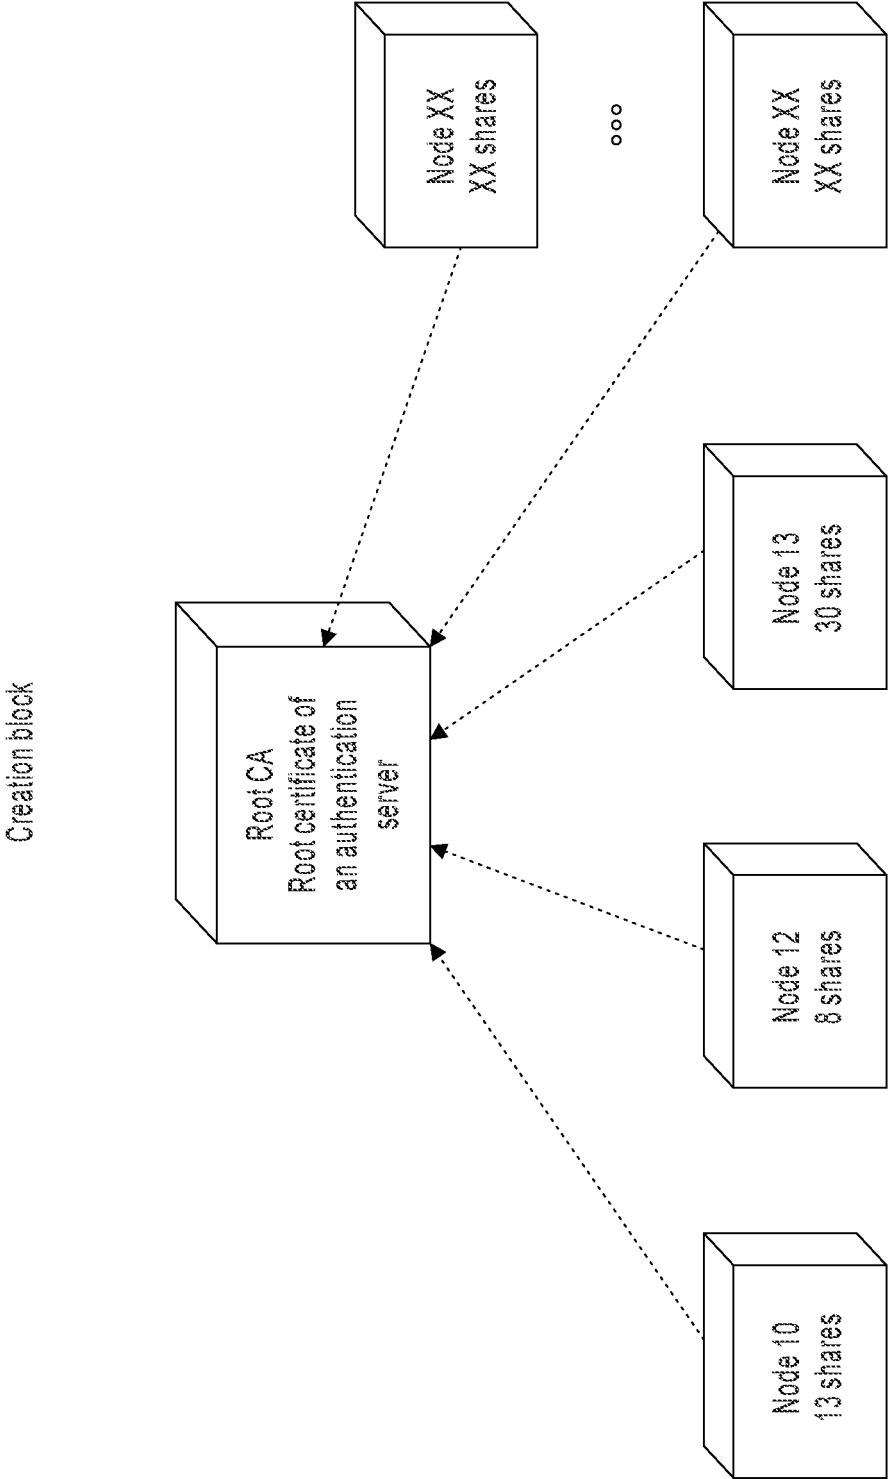 Creation block
Root CA
Root certificate of
an authentication
server
Node 10
13 shares
Node 12
8 shares
Node 13
30 shares
Node XX
XX shares
Node XX
XX shares